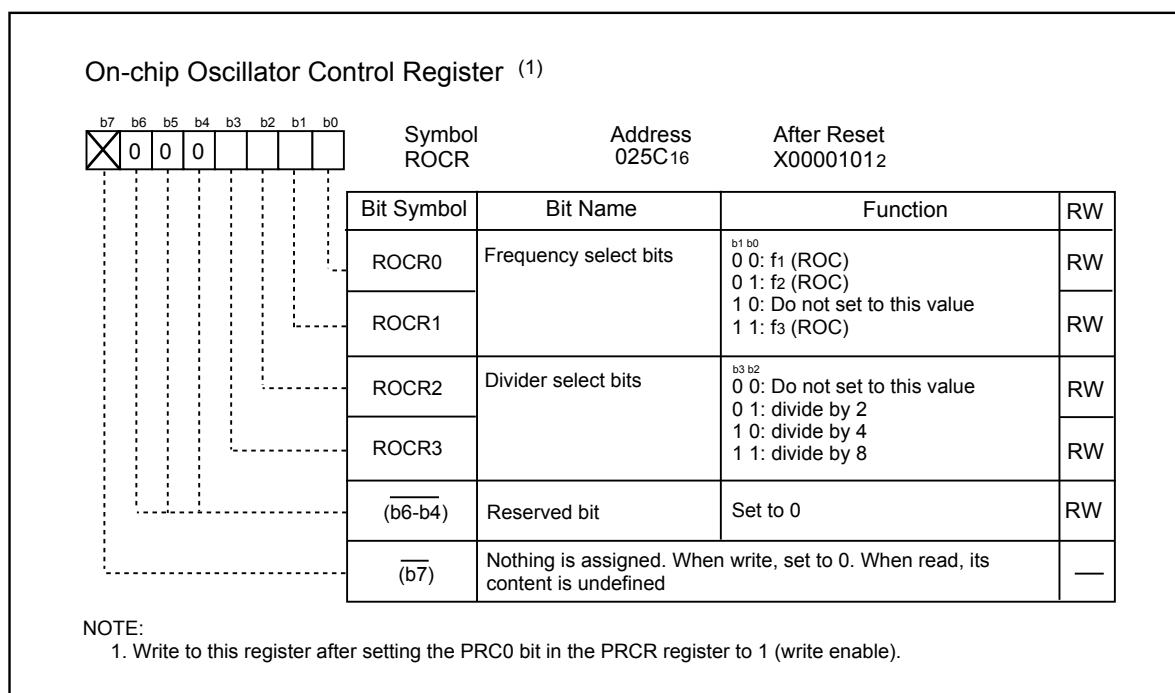 On-chip Oscillator Control Register (1)
b7 b6 b5 b4 b3 b2 b1 b0
0 0 0
Symbol Address After Reset
ROCR 025C16 X00001012
Bit Symbol Bit Name Function RW
ROCR0 Frequency select bits RW
b1 b0
0 0: f1 (ROC)
0 1: f2 (ROC)
1 0: Do not set to this value
1 1: f3 (ROC)
ROCR1 RW
ROCR2 Divider select bits RW
b3 b2
0 0: Do not set to this value
0 1: divide by 2
1 0: divide by 4
1 1: divide by 8
ROCR3 RW
(b6-b4) Reserved bit Set to 0 RW
(b7) Nothing is assigned. When write, set to 0. When read, its
content is undefined —
NOTE:
1. Write to this register after setting the PRC0 bit in the PRCR register to 1 (write enable).